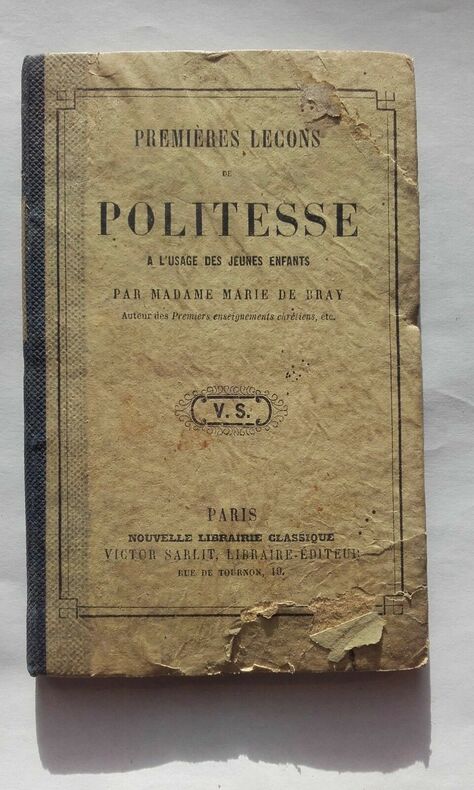 PREMIÈRES LECONS
DE
POLITESSE
A L'USAGE DES JEUNES ENFANTS
PAR MADAME MARIE DE BRAY
Auteur des Premiers enseignements chrétiens, etc.
V. S.
PARIS
NOUVELLE LIBRAIRIE CLASSIQUE
VICTOR SARLIT, LIBRAIRE-ÉDITEUR
RUE DE TOURNON, 19.